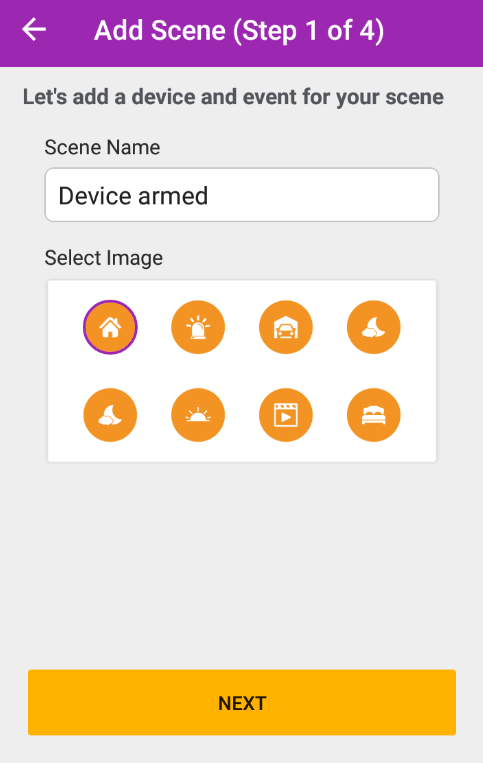 Add Scene (Step 1 of 4)
Let's add a device and event for your scene
Scene Name
Device armed
Select Image
NEXT